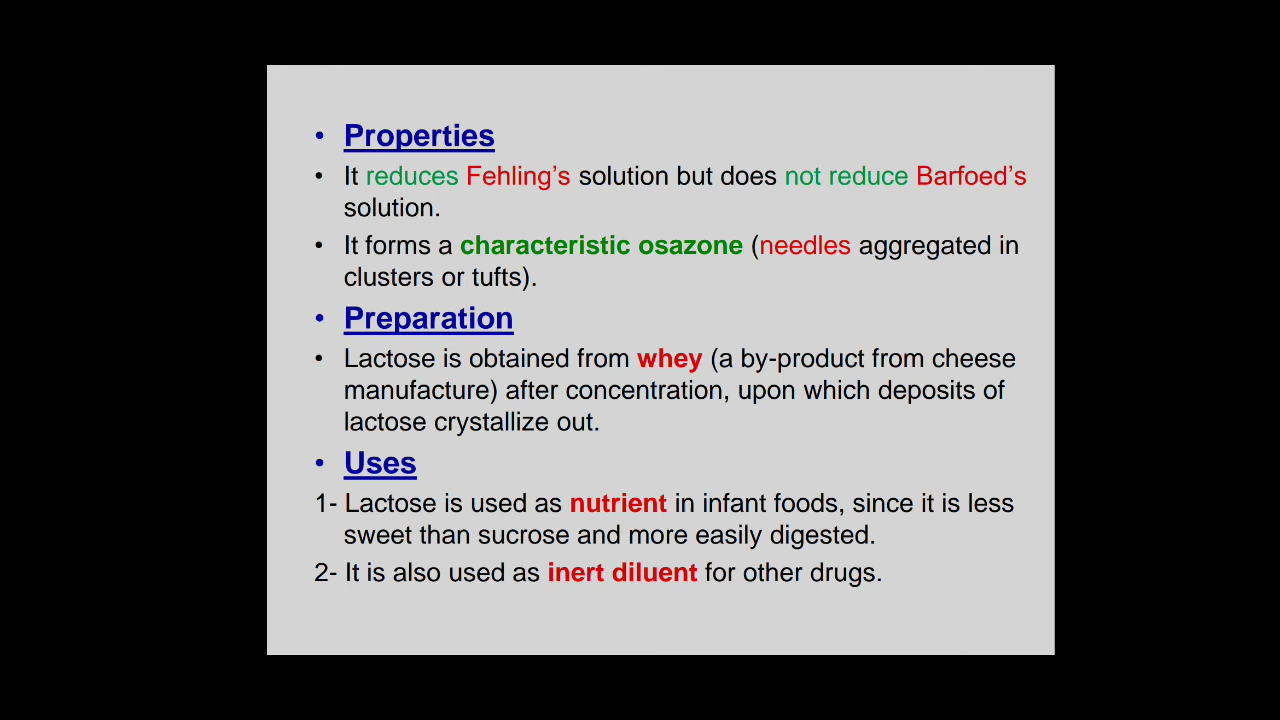 • Properties
• It reduces Fehling’s solution but does not reduce Barfoed’s
solution.
• It forms a characteristic osazone (needles aggregated in
clusters or tufts).
• Preparation
• Lactose is obtained from whey (a by-product from cheese
manufacture) after concentration, upon which deposits of
lactose crystallize out.
• Uses
1- Lactose is used as nutrient in infant foods, since it is less
sweet than sucrose and more easily digested.
2- It is also used as inert diluent for other drugs.